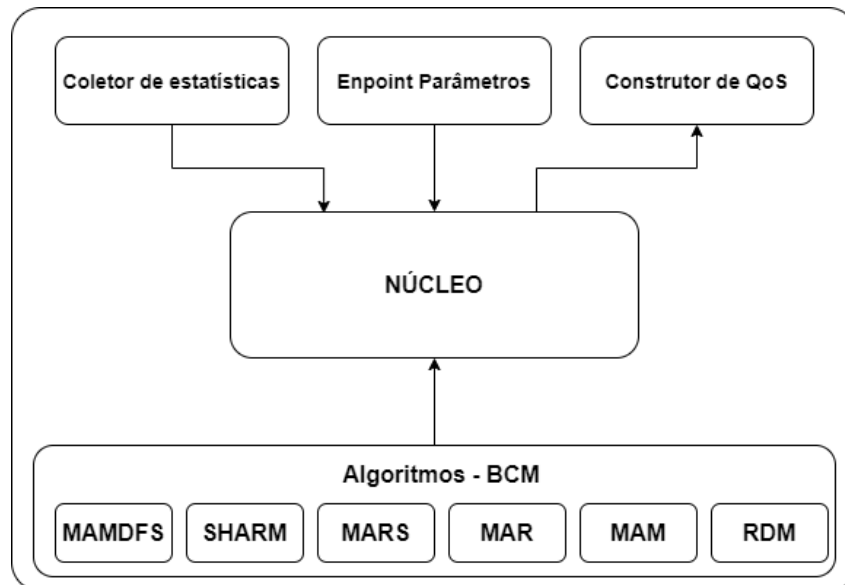 Coletor de estatísticas
Enpoint Parâmetros
Construtor de QoS
NÚCLEO
Algoritmos - BCM
MAMDFS
SHARM
MARS
MAR
MAM
RDM